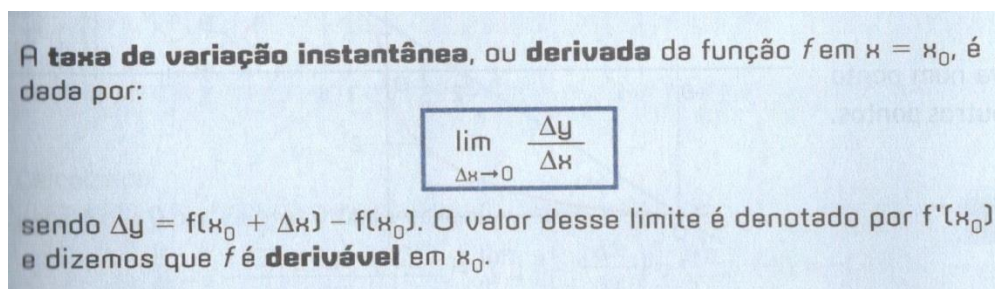 A taxa de variação instantânea, ou derivada da função f em x = x₀, é
dada por:
lim Δy/Δx
Δx→0
sendo Δy = f(x₀ + Δx) – f(x₀). O valor desse limite é denotado por f'(x₀)
e dizemos que f é derivável em x₀.